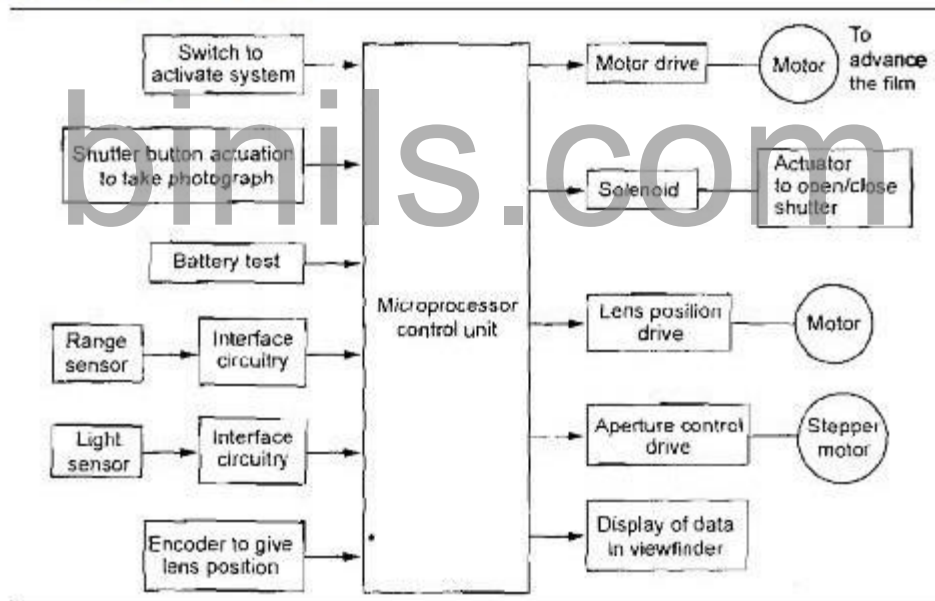 Switch to
activate system
Shutter button actuation
to take photograph
Battery test
Range
sensor
Interface
circuitry
Light
sensor
Interface
circuitry
Encoder to give
lens position
Microprocessor
control unit
Motor drive
Motor
To
advance
the film
Solenoid
Actuator
to open/close
shutter
Lens position
drive
Motor
Aperture control
drive
Stepper
motor
Display of data
in viewfinder
binils.com